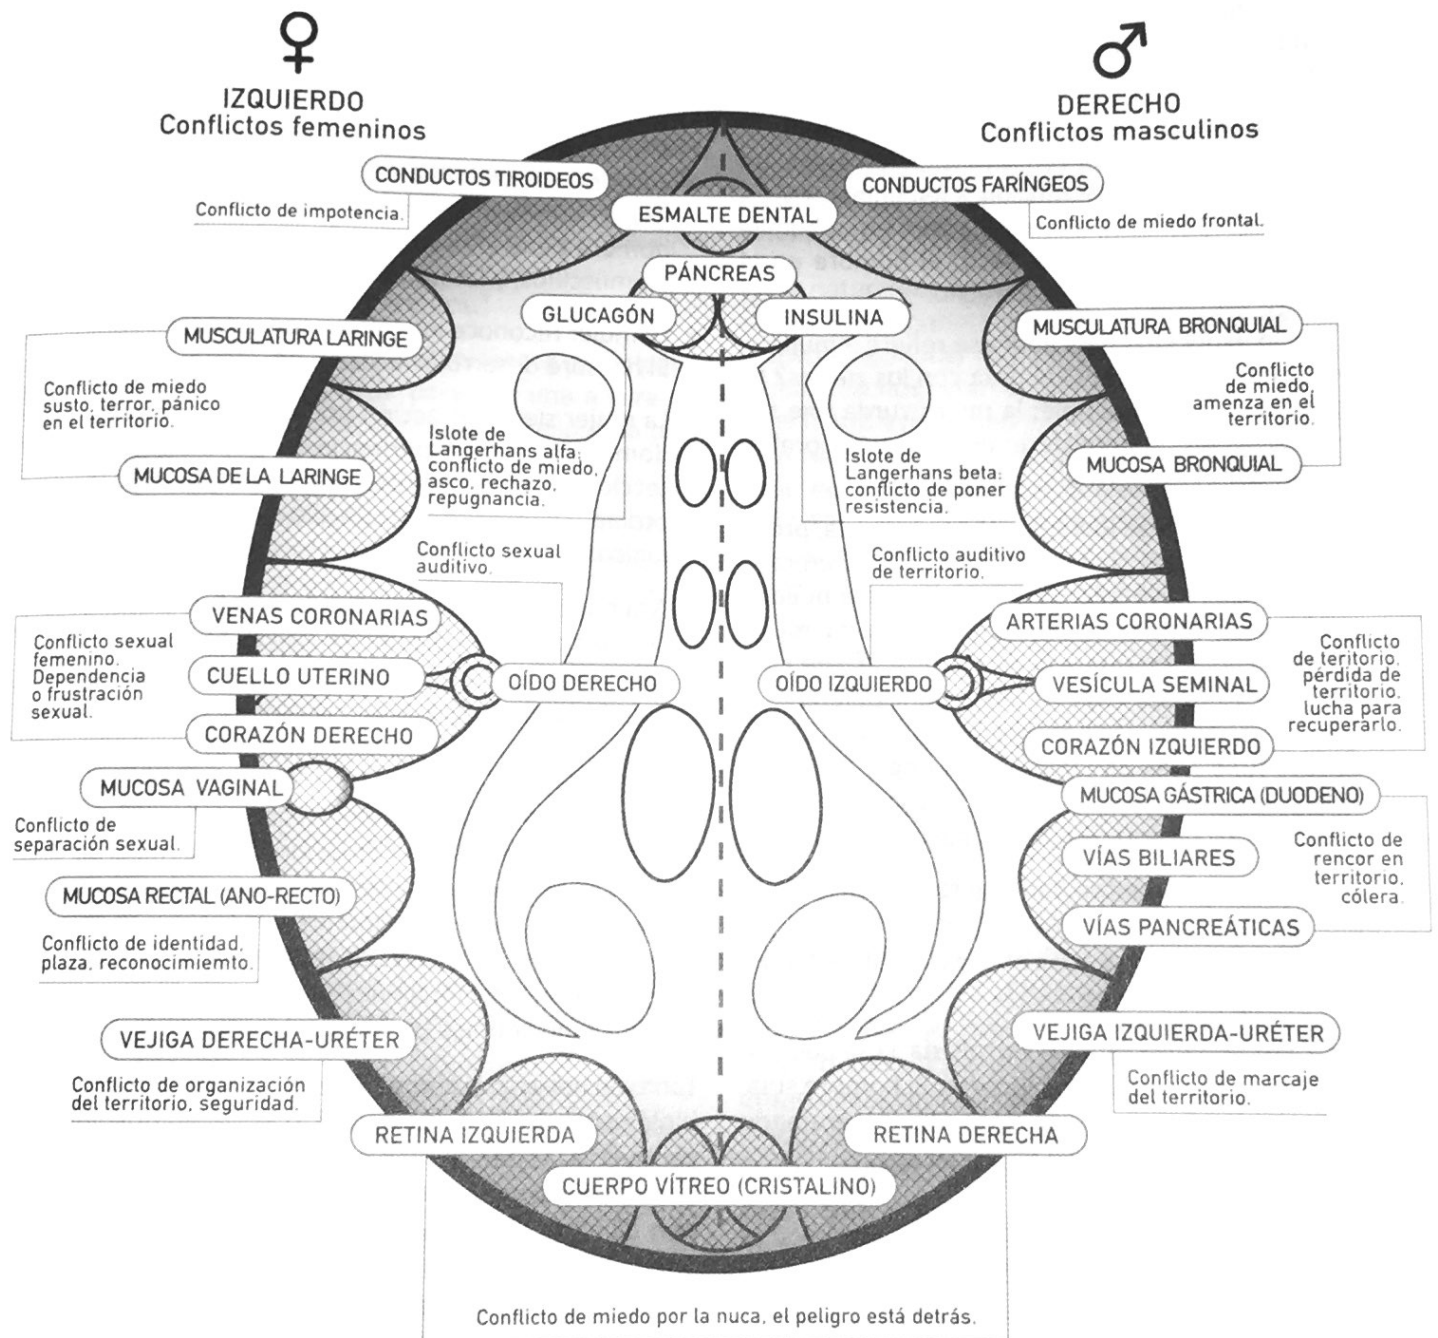 IZQUIERDO
Conflictos femeninos
DERECHO
Conflictos masculinos
CONDUCTOS TIROIDEOS
Conflicto de impotencia.
CONDUCTOS FARÍNGEOS
Conflicto de miedo frontal.
ESMALTE DENTAL
PÁNCREAS
GLUCAGÓN
INSULINA
MUSCULATURA LARINGE
Conflicto de miedo
susto, terror, pánico
en el territorio.
MUCOSA DE LA LARINGE
MUSCULATURA BRONQUIAL
Conflicto
de miedo,
amenza en el
territorio.
MUCOSA BRONQUIAL
Islote de
Langerhans alfa;
conflicto de miedo,
asco, rechazo,
repugnancia.
Islote de
Langerhans beta:
conflicto de poner
resistencia.
Conflicto sexual
auditivo.
Conflicto auditivo
de territorio.
VENAS CORONARIAS
Conflicto sexual
femenino.
Dependencia
o frustración
sexual.
CUELLO UTERINO
OÍDO DERECHO
CORAZÓN DERECHO
OÍDO IZQUIERDO
ARTERIAS CORONARIAS
VESÍCULA SEMINAL
CORAZÓN IZQUIERDO
Conflicto
de teritorio,
pérdida de
territorio,
lucha para
recuperarlo.
MUCOSA VAGINAL
Conflicto de
separación sexual.
MUCOSA GÁSTRICA (DUODENO)
VÍAS BILIARES
VÍAS PANCREÁTICAS
Conflicto de
rencor en
territorio,
cólera.
MUCOSA RECTAL (ANO-RECTO)
Conflicto de identidad,
plaza, reconocimiemto.
VEJIGA DERECHA-URÉTER
Conflicto de organización
del territorio, seguridad.
VEJIGA IZQUIERDA-URÉTER
Conflicto de marcaje
del territorio.
RETINA IZQUIERDA
RETINA DERECHA
CUERPO VÍTREO (CRISTALINO)
Conflicto de miedo por la nuca, el peligro está detrás.